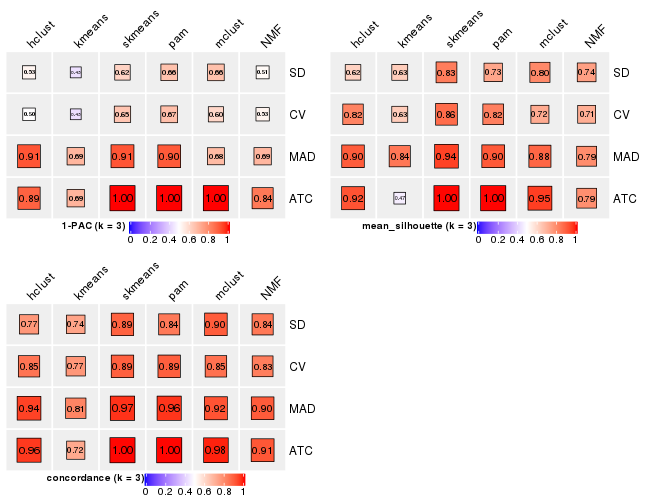 hclust kmeans skmeans pam mclust NMF
0.53 0.43 0.62 0.66 0.66 0.51 SD
0.50 0.43 0.65 0.67 0.60 0.53 CV
0.91 0.69 0.91 0.90 0.68 0.69 MAD
0.89 0.69 1.00 1.00 1.00 0.84 ATC
1-PAC (k = 3)
0 0.2 0.4 0.6 0.8 1
hclust kmeans skmeans pam mclust NMF
0.62 0.63 0.83 0.73 0.80 0.74 SD
0.82 0.63 0.86 0.82 0.72 0.71 CV
0.90 0.84 0.94 0.90 0.88 0.79 MAD
0.92 0.47 1.00 1.00 0.95 0.79 ATC
mean_silhouette (k = 3)
0 0.2 0.4 0.6 0.8 1
hclust kmeans skmeans pam mclust NMF
0.77 0.74 0.89 0.84 0.90 0.84 SD
0.85 0.77 0.89 0.89 0.85 0.83 CV
0.94 0.81 0.97 0.96 0.92 0.90 MAD
0.96 0.72 1.00 1.00 0.98 0.91 ATC
concordance (k = 3)
0 0.2 0.4 0.6 0.8 1